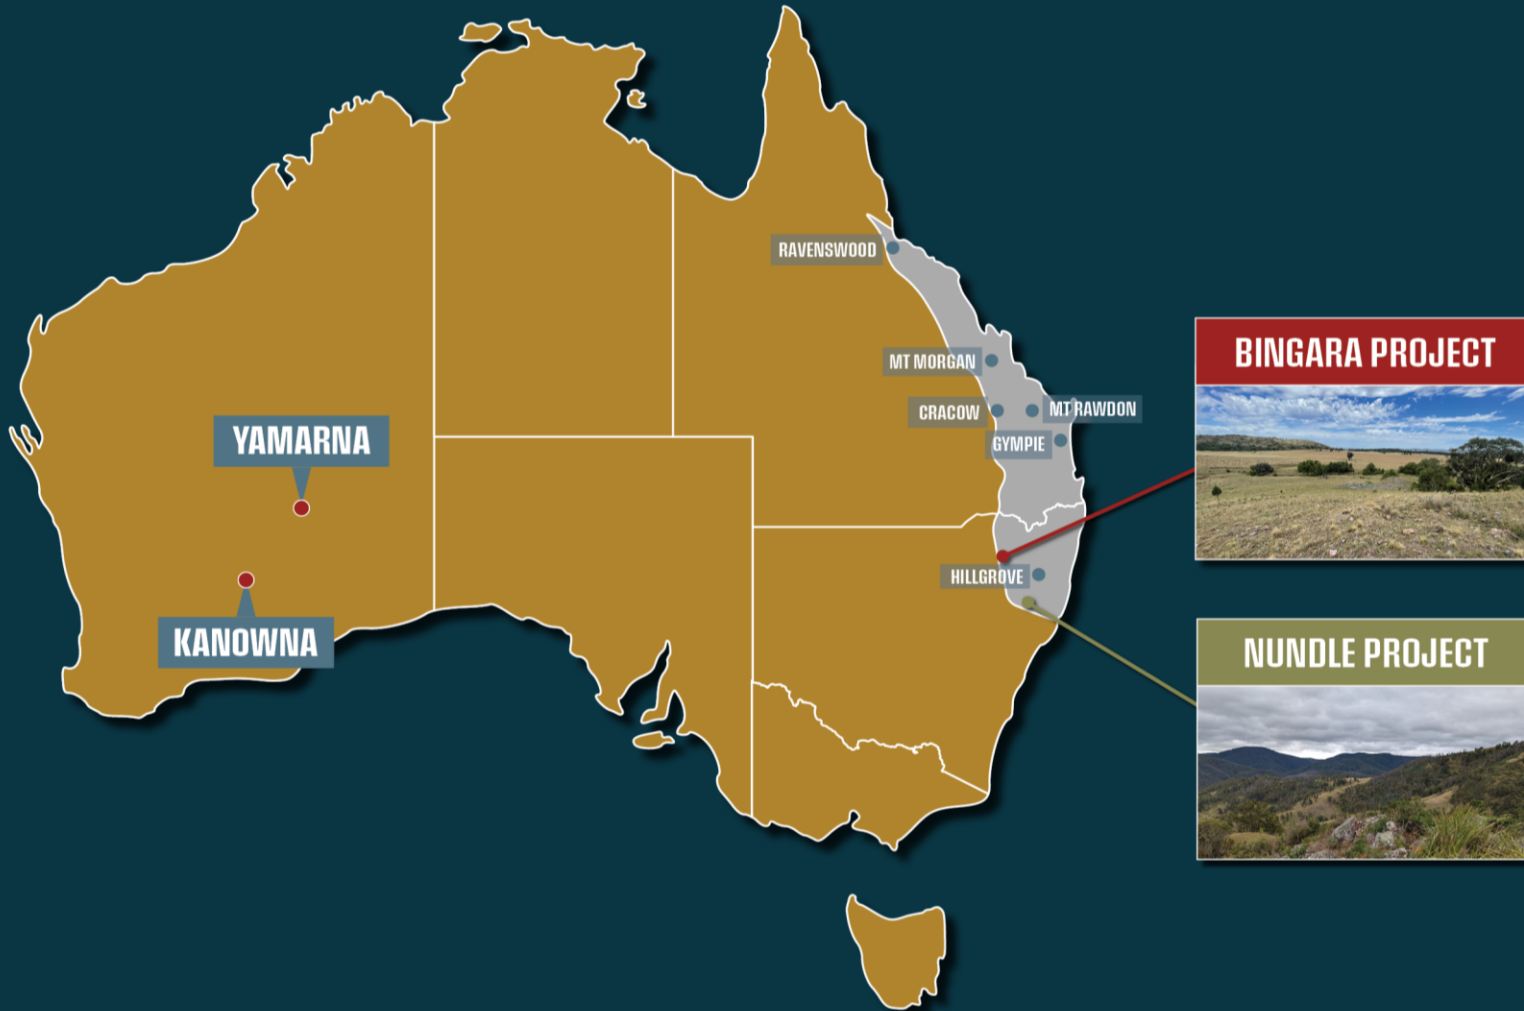 RAVENSWOOD
BINGARA PROJECT
MT MORGAN
CRACOW
MT RAWDON
YAMARNA
GYMPIE
HILLGROVE
KANOWNA
NUNDLE PROJECT